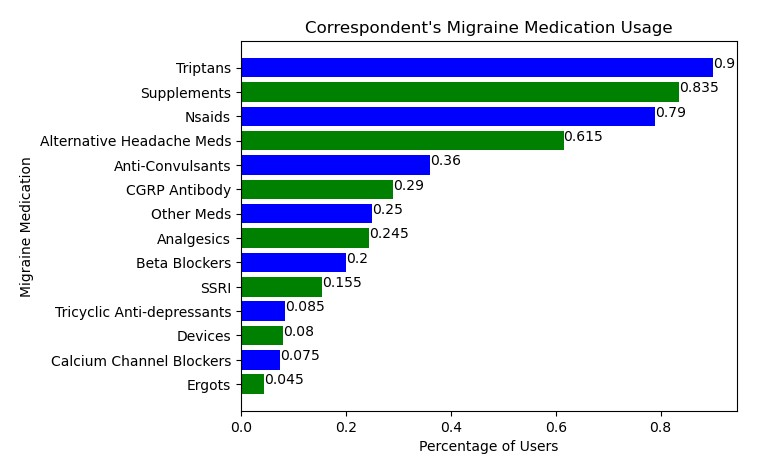 Correspondent's Migraine Medication Usage
Migraine Medication
Triptans 0.9
Supplements 0.835
Nsaids 0.79
Alternative Headache Meds 0.615
Anti-Convulsants 0.36
CGRP Antibody 0.29
Other Meds 0.25
Analgesics 0.245
Beta Blockers 0.2
SSRI 0.155
Tricyclic Anti-depressants 0.085
Devices 0.08
Calcium Channel Blockers 0.075
Ergots 0.045
0.0 0.2 0.4 0.6 0.8
Percentage of Users